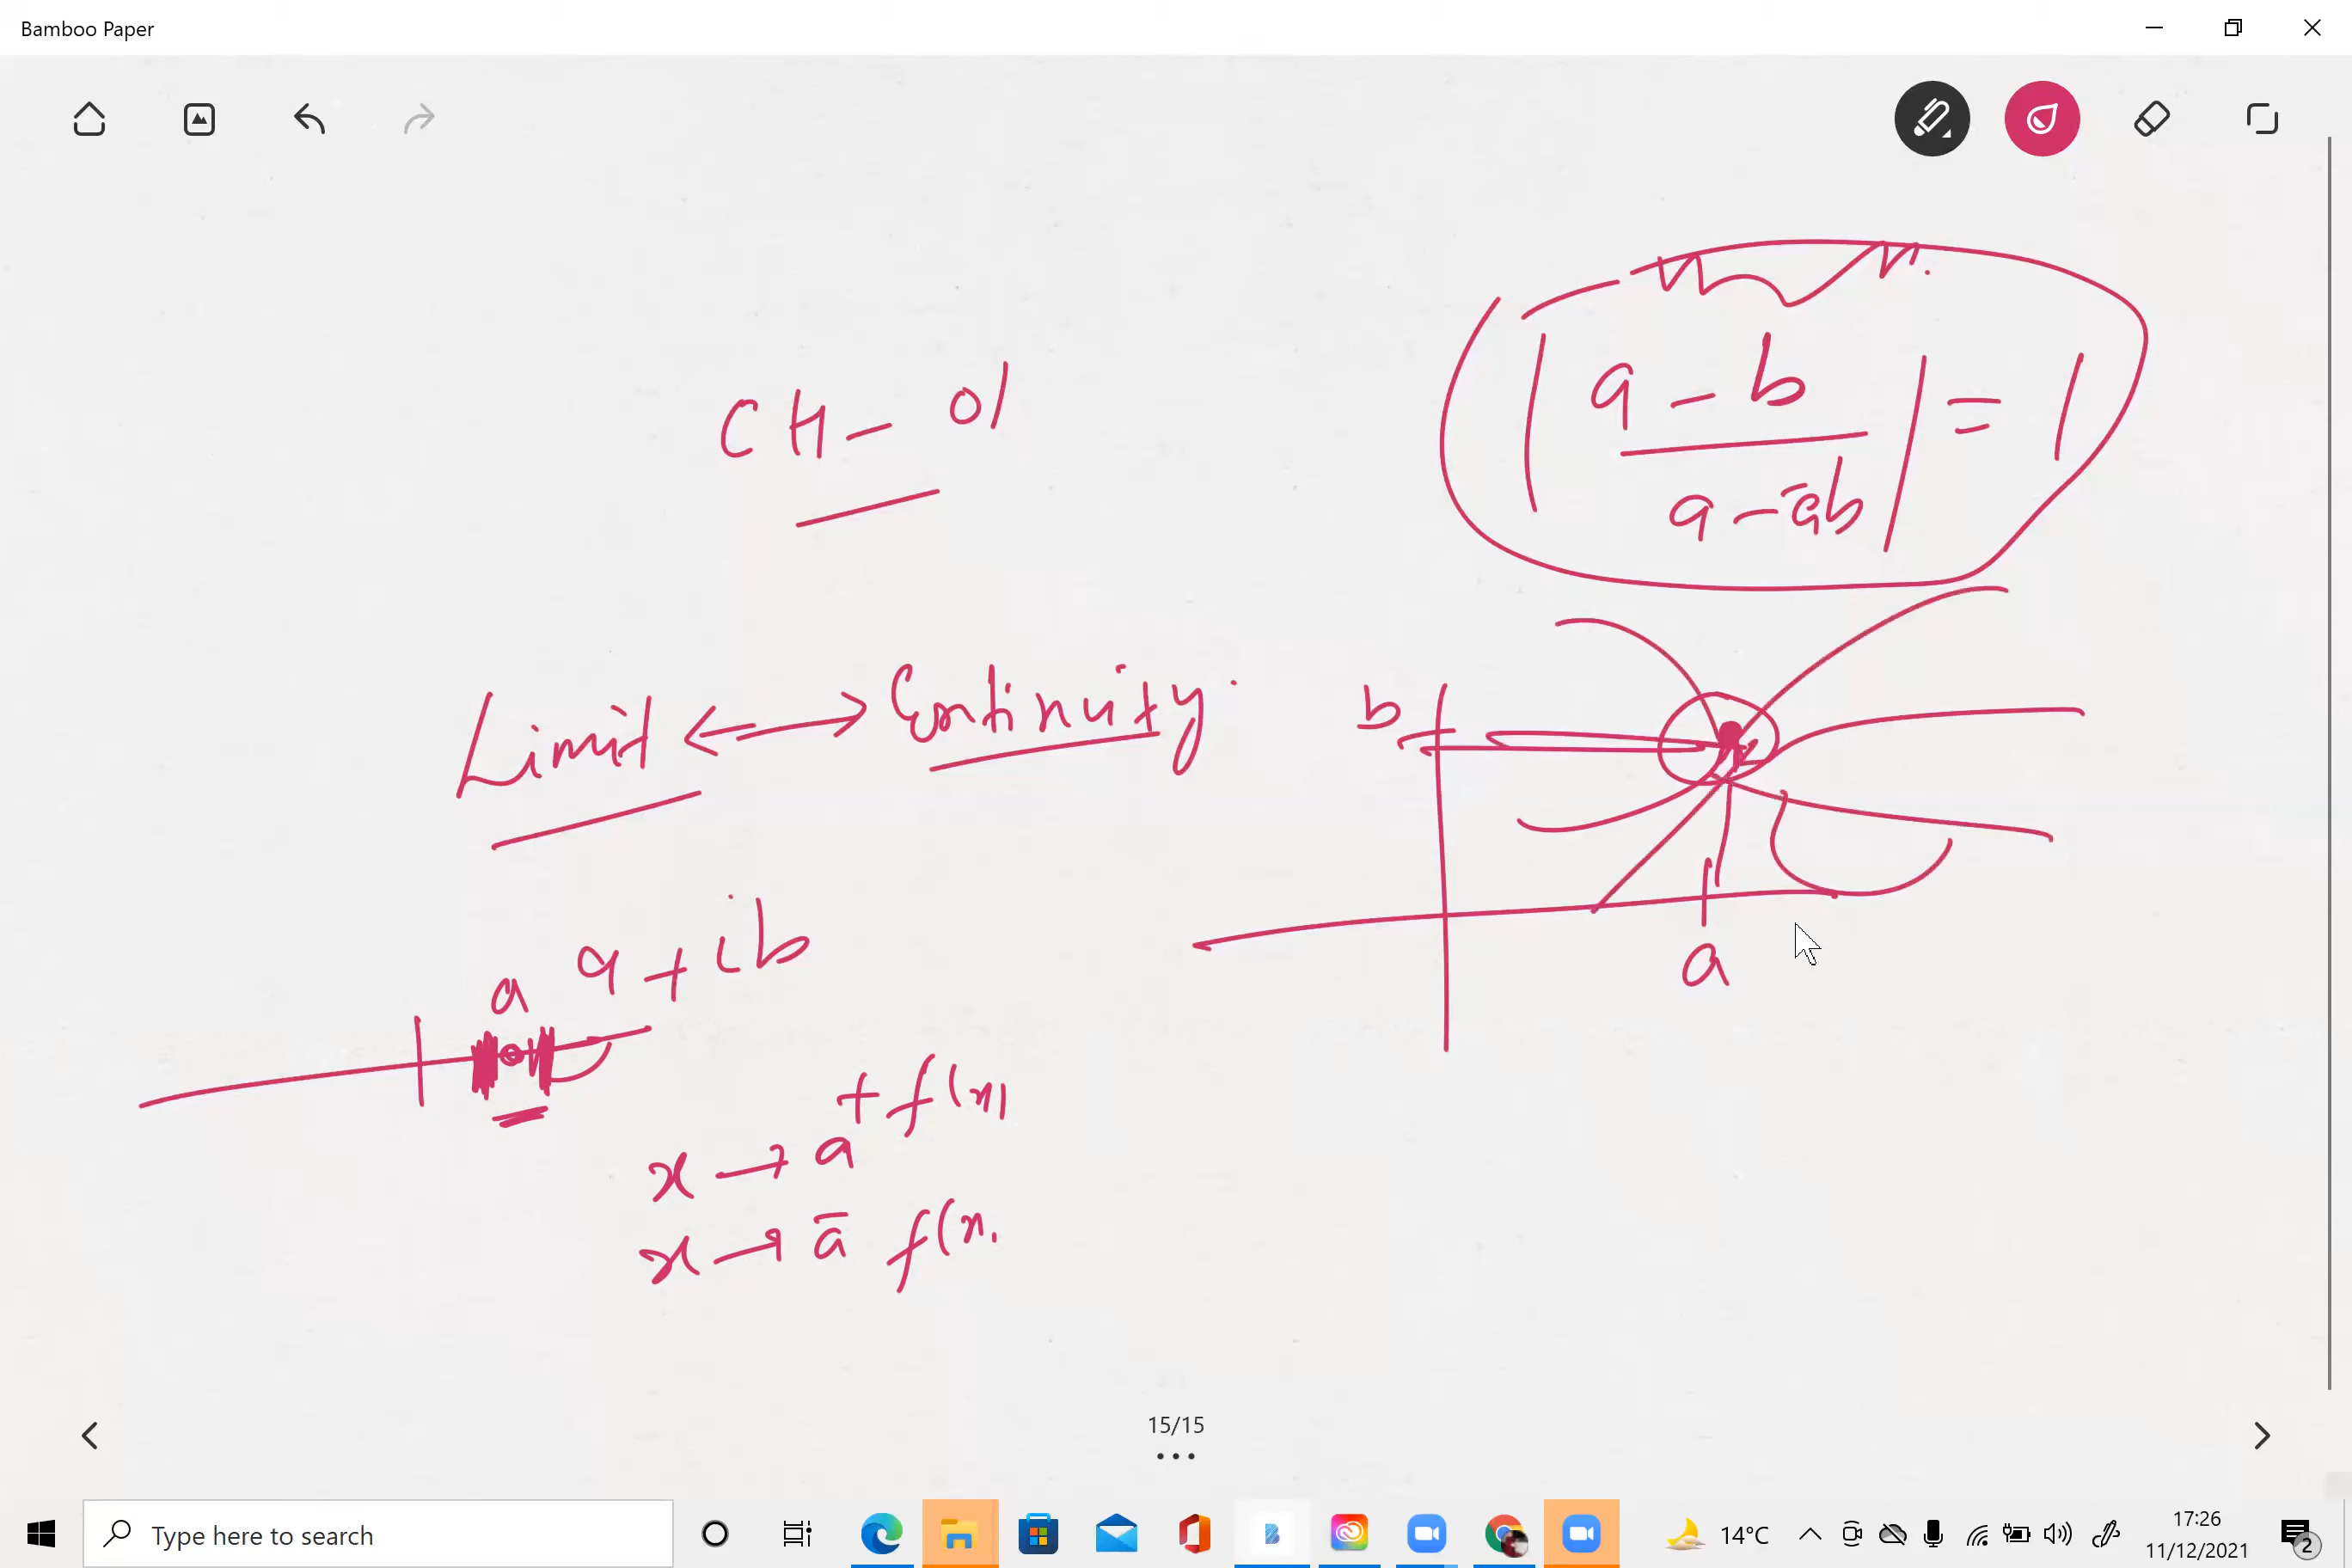 Bamboo Paper
CH - 01
| a - b / a - āb | = 1
Limit ⟷ Continuity.
b
a
a + ib
a
x → a⁺ f(x)
x → a⁻ f(x.
15/15
Type here to search
14°C
17:26
11/12/2021
2